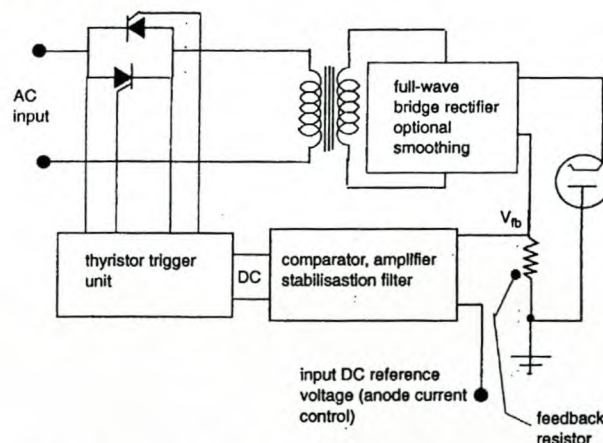 AC
input
full-wave
bridge rectifier
optional
smoothing
V_fb
thyristor trigger
unit
DC
comparator, amplifier
stabilisastion filter
input DC reference
voltage (anode current
control)
feedback
resistor